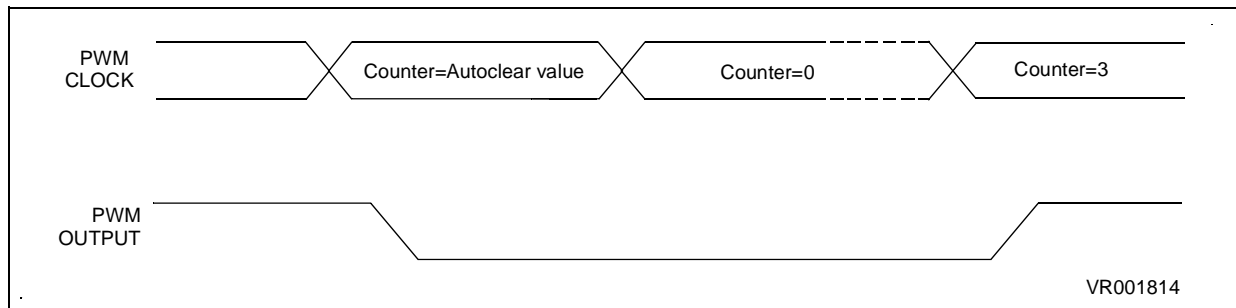 PWM
CLOCK
Counter=Autoclear value
Counter=0
Counter=3
PWM
OUTPUT
VR001814